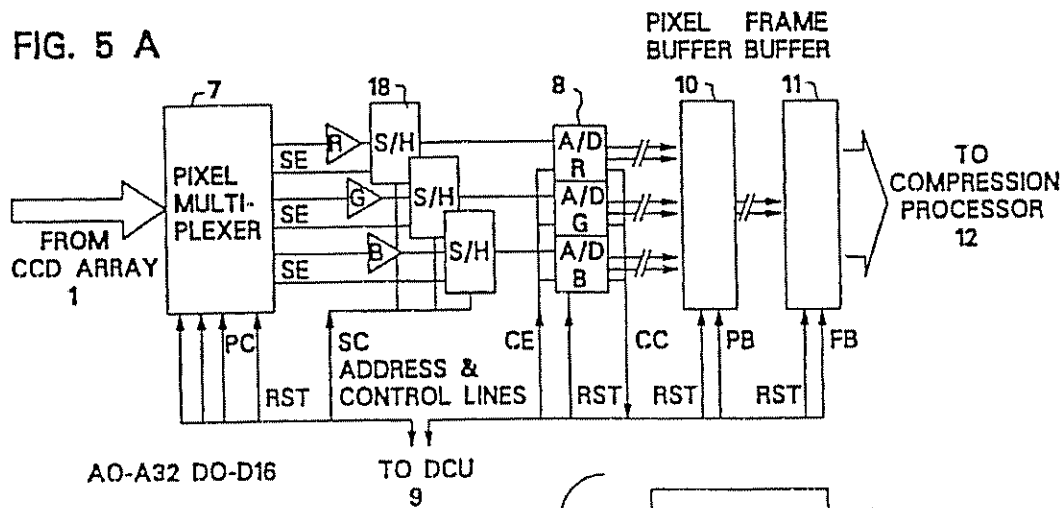 FIG. 5 A
PIXEL BUFFER
FRAME BUFFER
7
18
8
10
11
PIXEL MULTI-PLEXER
R
G
B
SE
SE
SE
S/H
S/H
S/H
A/D
R
A/D
G
A/D
B
FROM
CCD ARRAY
1
TO
COMPRESSION
PROCESSOR
12
PC
SC
CE
CC
PB
FB
ADDRESS &
CONTROL LINES
RST
RST
RST
RST
AO-A32 DO-D16
TO DCU
9